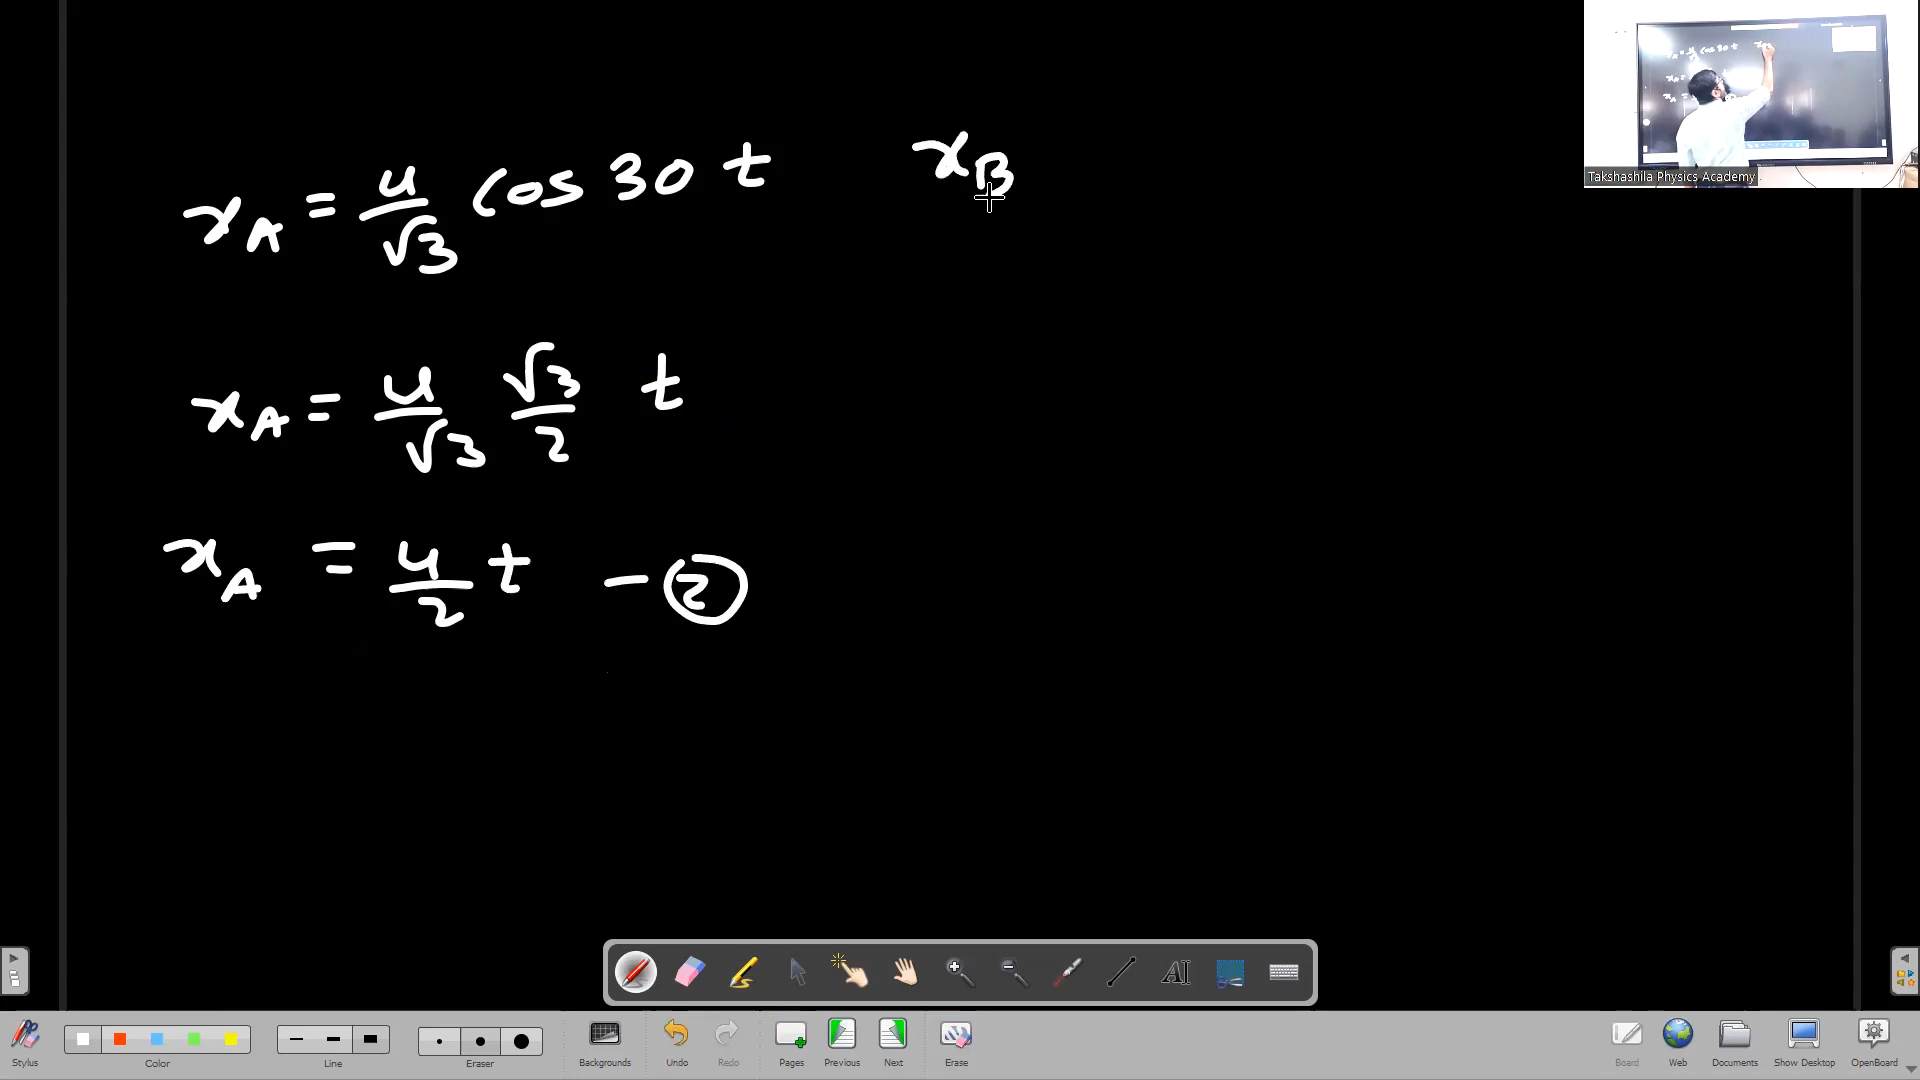 x_A = u/√3 cos 30 t
x_B
x_A = u/√3 √3/2 t
x_A = u/2 t - ②
Takshashila Physics Academy
Stylus
Color
Line
Eraser
Backgrounds
Undo
Redo
Pages
Previous
Next
Erase
Board
Web
Documents
Show Desktop
OpenBoard
AI